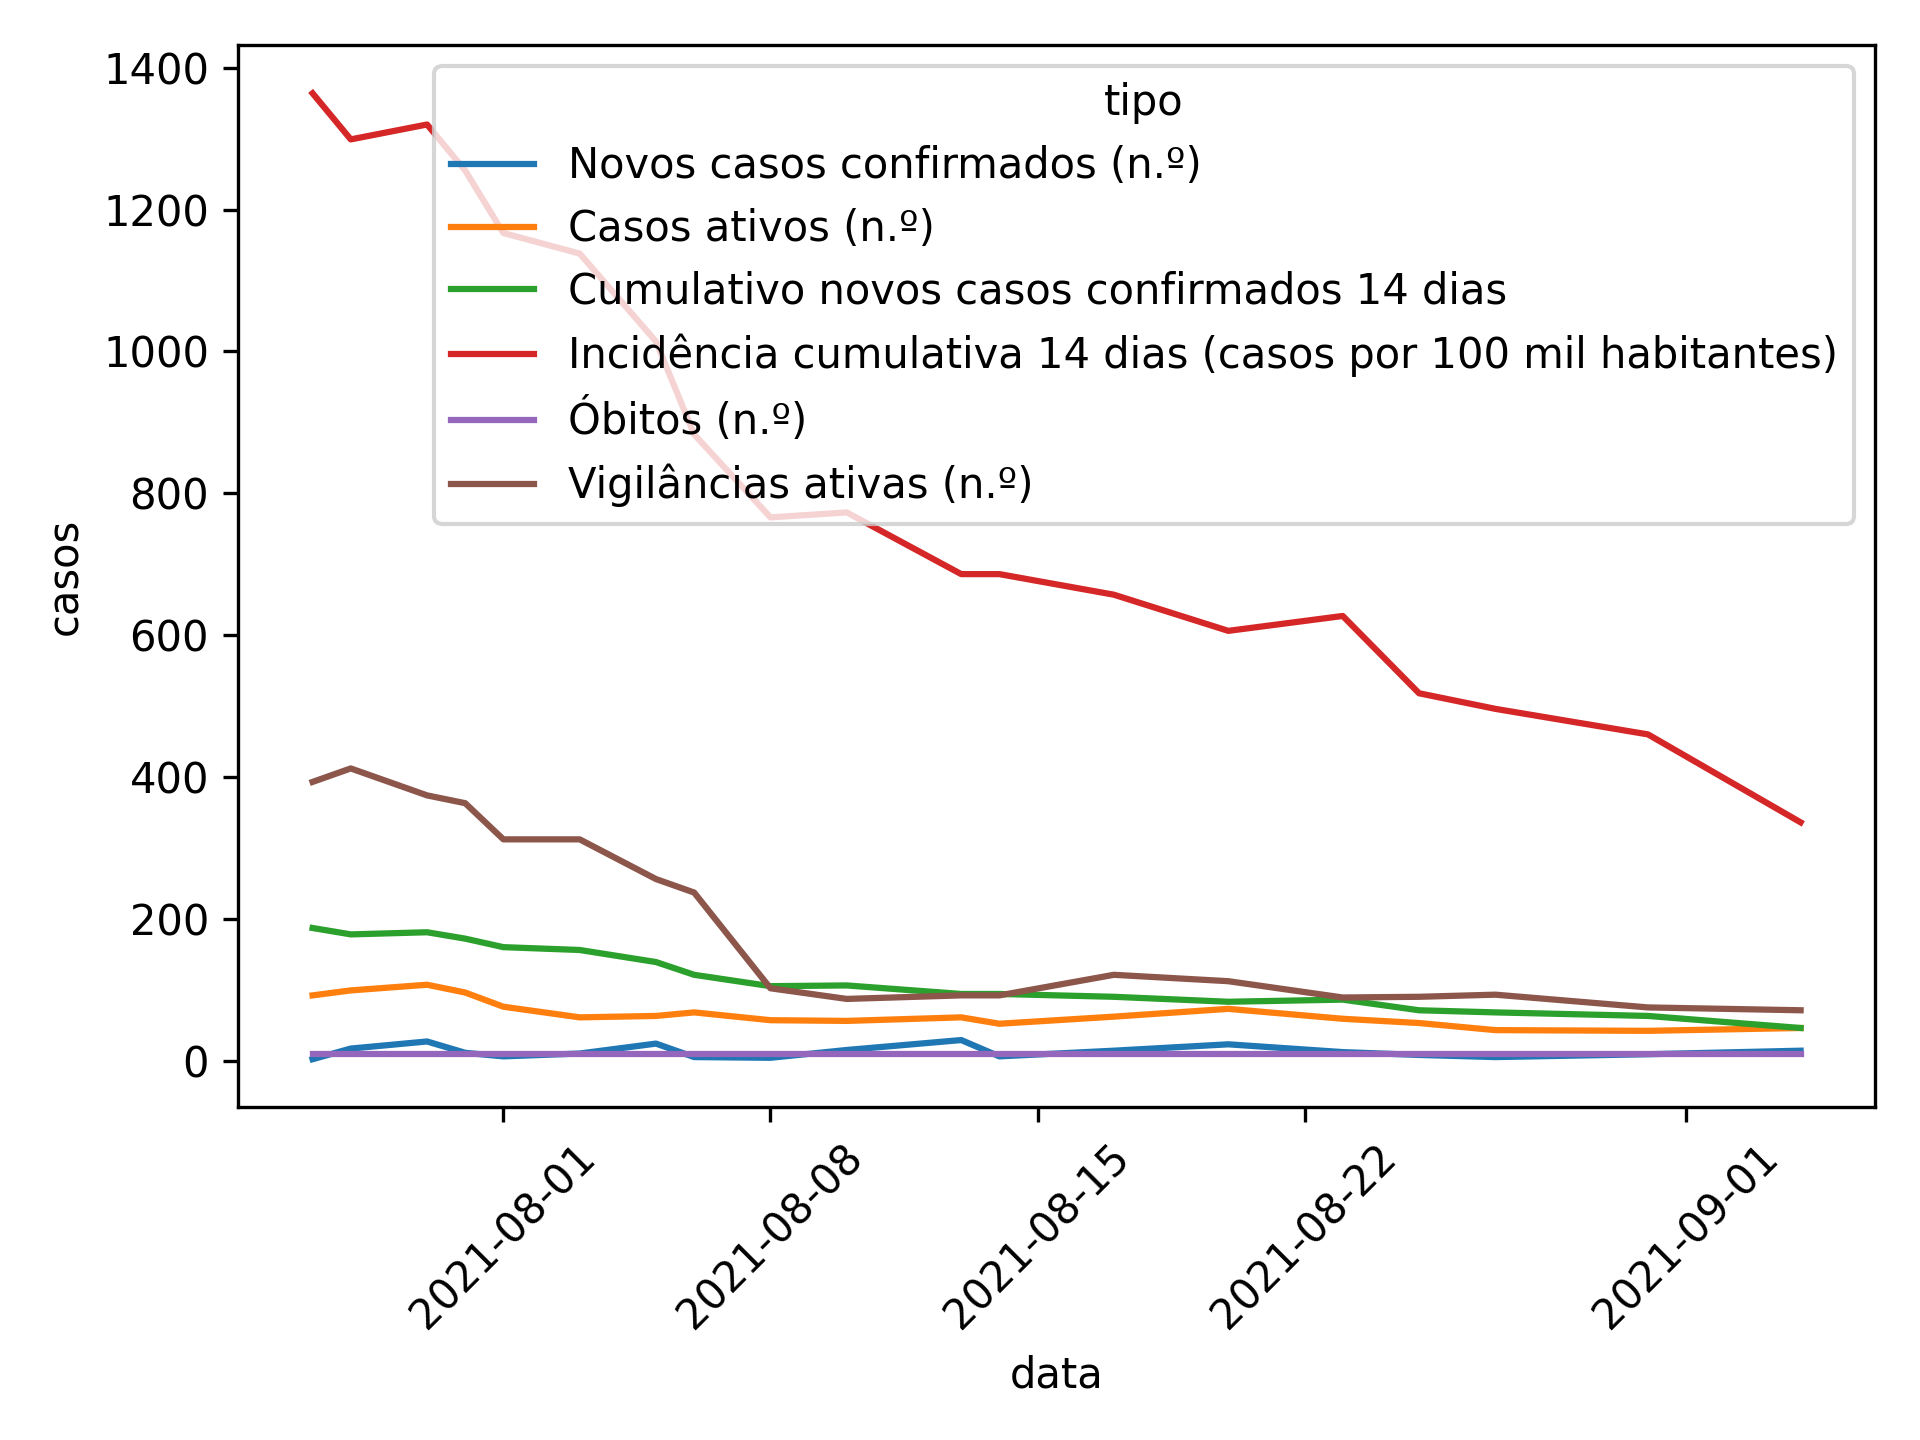 1400
1200
1000
800
600
400
200
0
casos
tipo
Novos casos confirmados (n.º)
Casos ativos (n.º)
Cumulativo novos casos confirmados 14 dias
Incidência cumulativa 14 dias (casos por 100 mil habitantes)
Óbitos (n.º)
Vigilâncias ativas (n.º)
2021-08-01
2021-08-08
2021-08-15
2021-08-22
2021-09-01
data